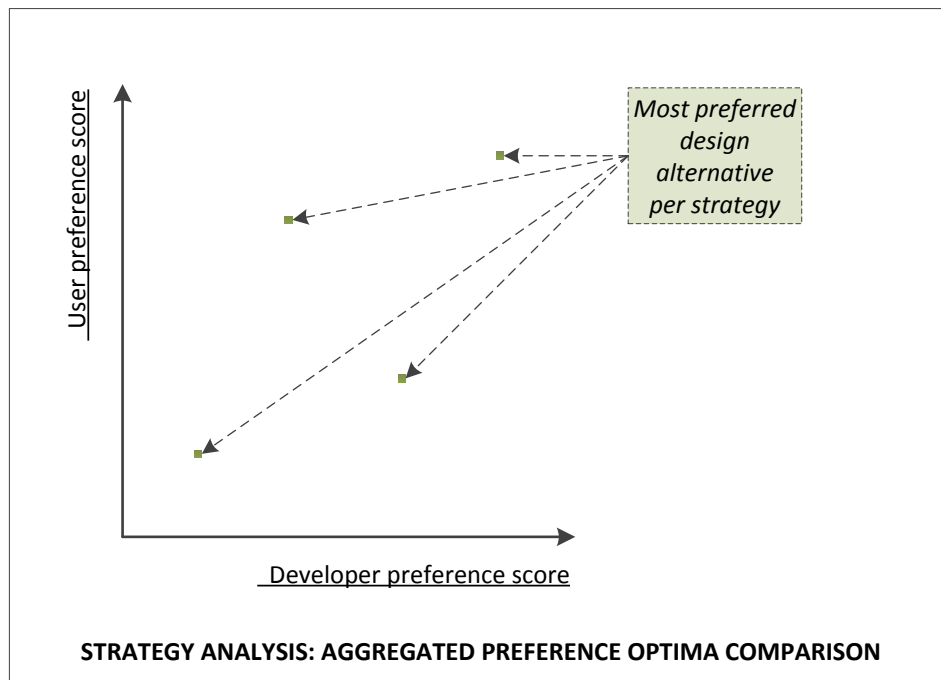 Most preferred
design
alternative
per strategy
User preference score
Developer preference score
STRATEGY ANALYSIS: AGGREGATED PREFERENCE OPTIMA COMPARISON